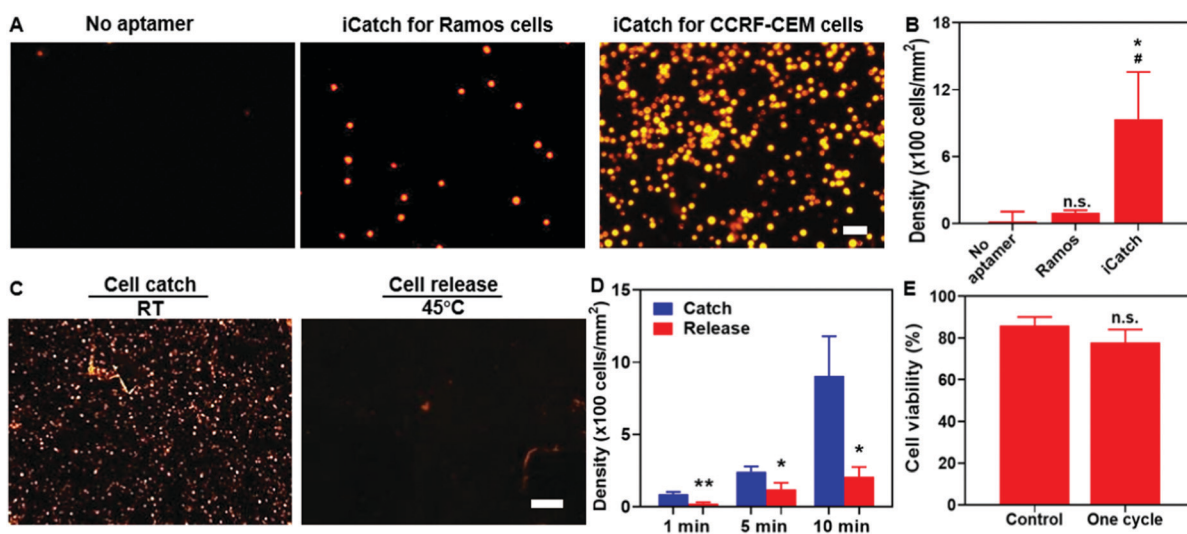 A
No aptamer
iCatch for Ramos cells
iCatch for CCRF-CEM cells
B
Density (x100 cells/mm²)
18
12
6
0
*
#
n.s.
No aptamer
Ramos
iCatch
C
Cell catch
RT
Cell release
45°C
D
Density (x100 cells/mm²)
15
10
5
0
Catch
Release
**
*
*
1 min
5 min
10 min
E
Cell viability (%)
100
80
60
40
20
0
n.s.
Control
One cycle